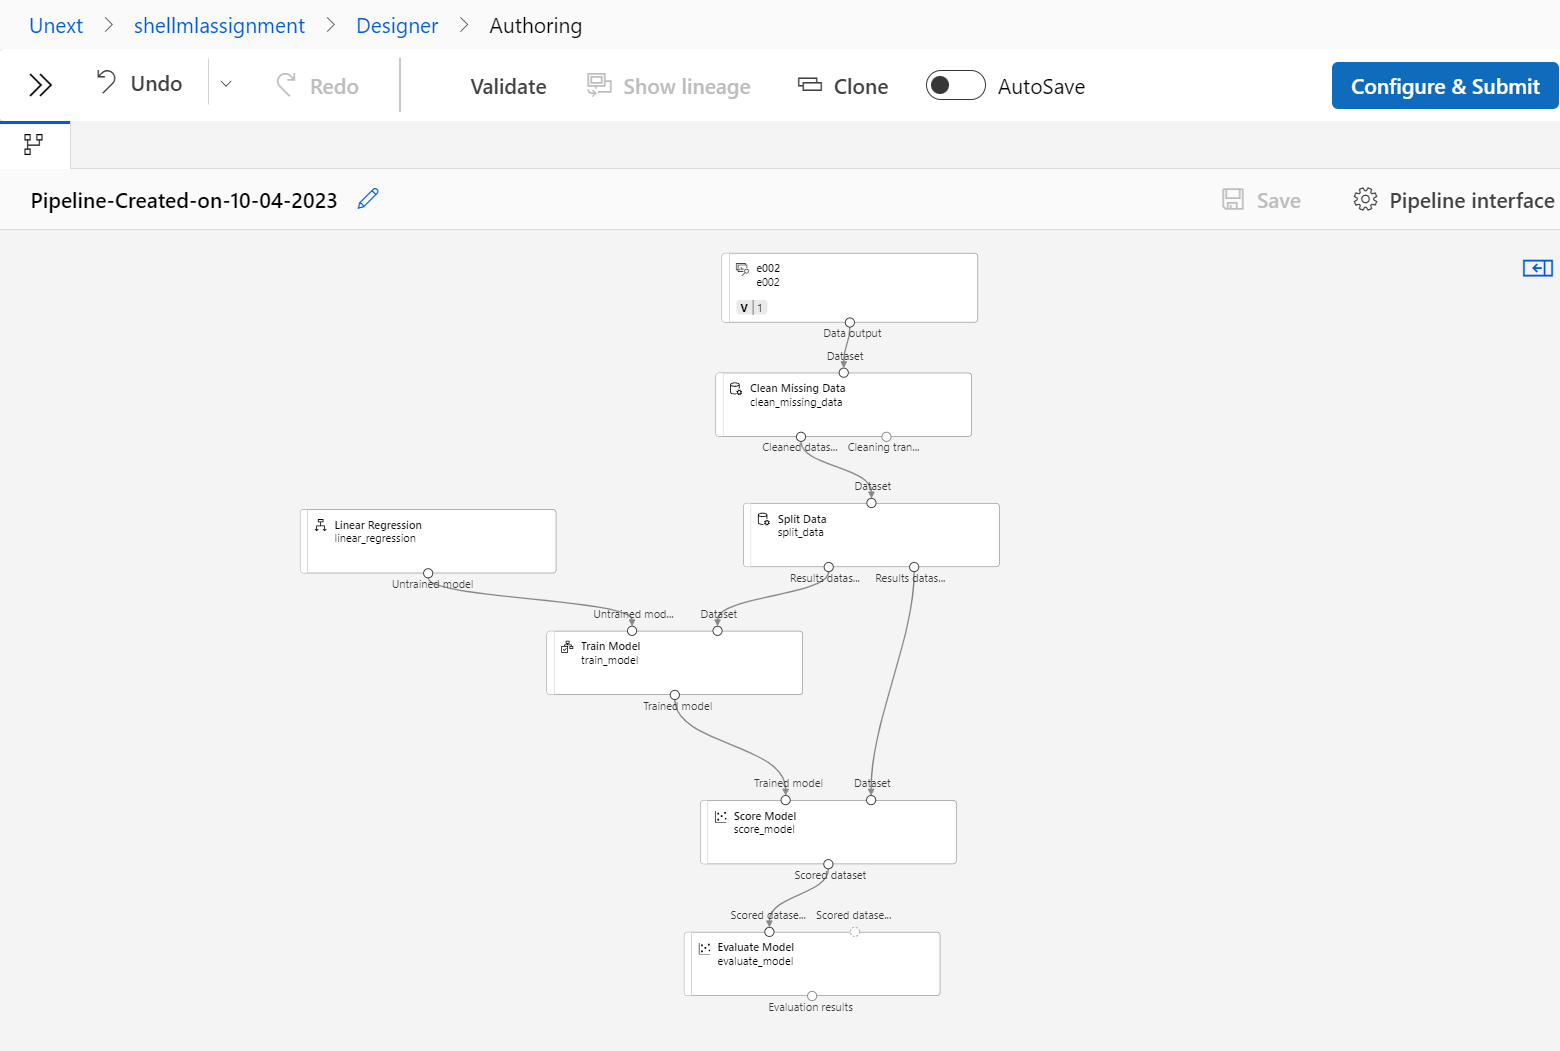 Unext > shellmlassignment > Designer > Authoring
Undo Redo Validate Show lineage Clone AutoSave Configure & Submit
Pipeline-Created-on-10-04-2023 Save Pipeline interface
e002
e002
V 1
Data output
Dataset
Clean Missing Data
clean_missing_data
Cleaned datas... Cleaning tran...
Dataset
Split Data
split_data
Linear Regression
linear_regression
Results datas... Results datas...
Untrained model
Untrained mod... Dataset
Train Model
train_model
Trained model
Trained model Dataset
Score Model
score_model
Scored dataset
Scored datase... Scored datase...
Evaluate Model
evaluate_model
Evaluation results